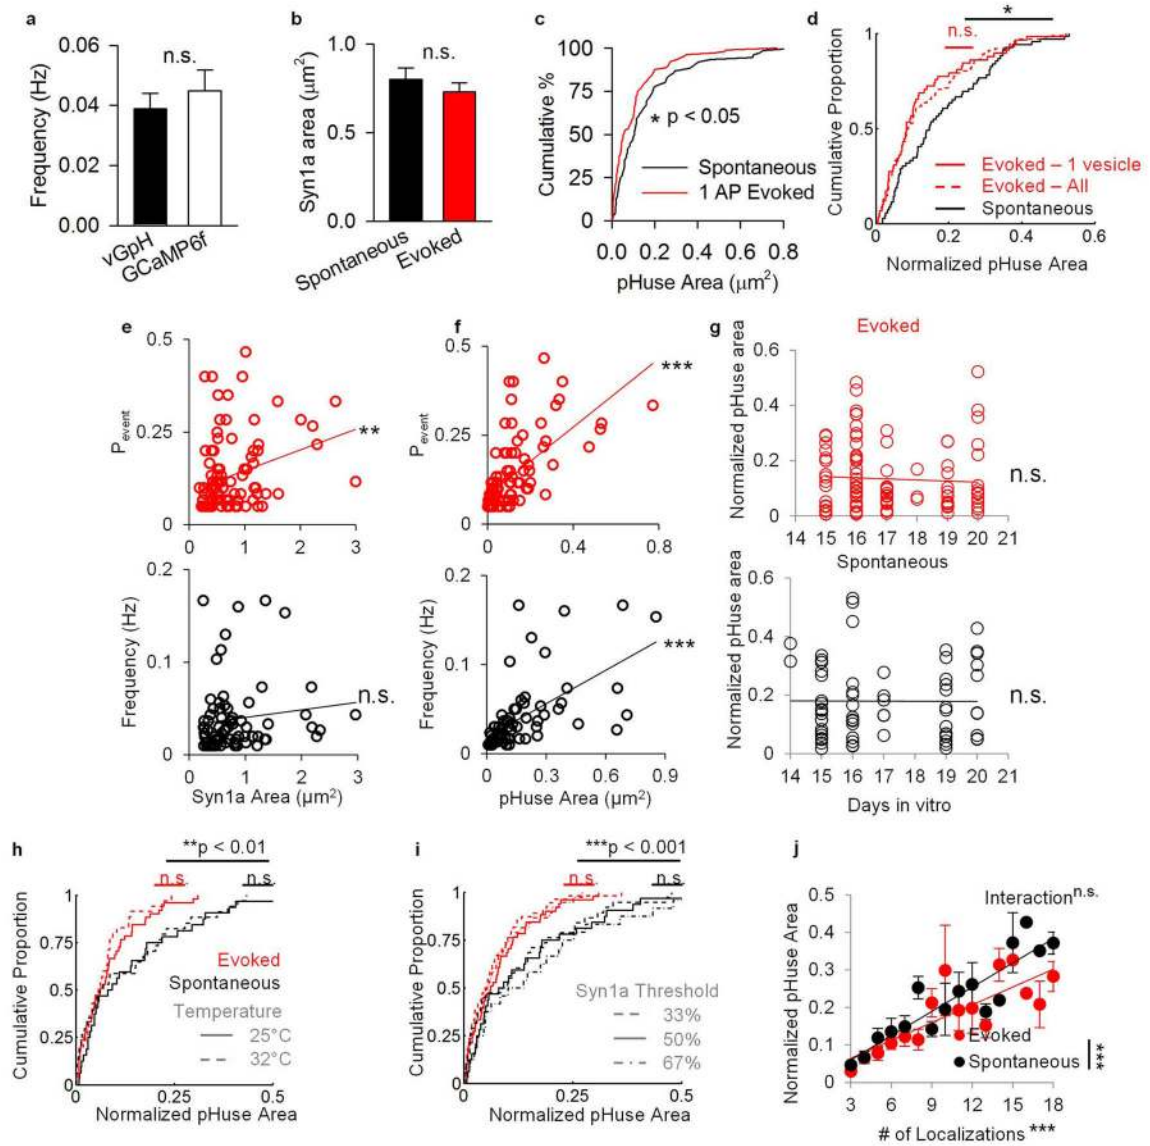 a
Frequency (Hz)
0.06
0.04
0.02
0.00
n.s.
vGpH
GCaMP6f
b
Syn1a area (μm²)
1.0
0.5
0.0
n.s.
Spontaneous
Evoked
c
Cumulative %
100
75
50
25
0
* p < 0.05
Spontaneous
1 AP Evoked
0.0 0.2 0.4 0.6 0.8
pHuse Area (μm²)
d
*
n.s.
Cumulative Proportion
1
0.5
Evoked – 1 vesicle
Evoked – All
Spontaneous
0 0.2 0.4 0.6
Normalized pHuse Area
e
P event
0.5
0.25
0
**
0 1 2 3
Frequency (Hz)
0.2
0.1
0
n.s.
0 1 2 3
Syn1a Area (μm²)
f
P event
0.5
0.25
0
***
0 0.4 0.8
Frequency (Hz)
0.2
0.1
0
***
0 0.3 0.6 0.9
pHuse Area (μm²)
g
Evoked
Normalized pHuse area
0.6
0.4
0.2
0
n.s.
14 15 16 17 18 19 20 21
Spontaneous
Normalized pHuse area
0.6
0.4
0.2
0
n.s.
14 15 16 17 18 19 20 21
Days in vitro
h
**p < 0.01
n.s.
n.s.
Cumulative Proportion
1
0.75
0.5
0.25
0
Evoked
Spontaneous
Temperature
25°C
32°C
0.25 0.5
Normalized pHuse Area
i
***p < 0.001
n.s.
n.s.
Cumulative Proportion
1
0.75
0.5
0.25
0
Syn1a Threshold
33%
50%
67%
0 0.25 0.5
Normalized pHuse Area
j
Interaction n.s.
Normalized pHuse Area
0.5
0.4
0.3
0.2
0.1
0
Evoked
Spontaneous
***
3 6 9 12 15 18
# of Localizations ***